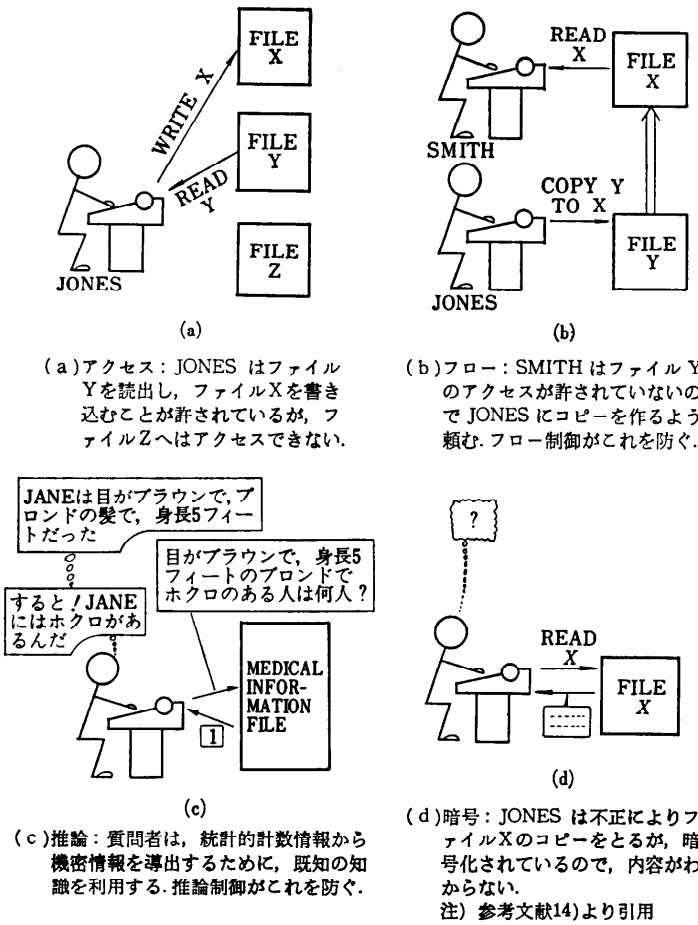 FILE
X
WRITE X
FILE
Y
READ
Y
FILE
Z
JONES
(a)
(a)アクセス：JONES はファイル
Yを読出し，ファイルXを書き
込むことが許されているが，フ
ァイルZへはアクセスできない.
READ
X
FILE
X
SMITH
COPY Y
TO X
FILE
Y
JONES
(b)
(b)フロー：SMITH はファイル Y
のアクセスが許されていないの
で JONES にコピーを作るよう
頼む.フロー制御がこれを防ぐ.
JANEは目がブラウンで,ブ
ロンドの髪で，身長5フィー
トだった
目がブラウンで，身長5
フィートのブロンドで
ホクロのある人は何人？
すると！JANE
にはホクロがあ
るんだ
MEDICAL
INFOR-
MATION
FILE
1
(c)
(c)推論：質問者は，統計的計数情報から
機密情報を導出するために，既知の知
識を利用する.推論制御がこれを防ぐ.
?
READ
X
FILE
X
(d)
(d)暗号：JONES は不正によりフ
ァイルXのコピーをとるが，暗
号化されているので，内容がわ
からない.
注）参考文献14)より引用